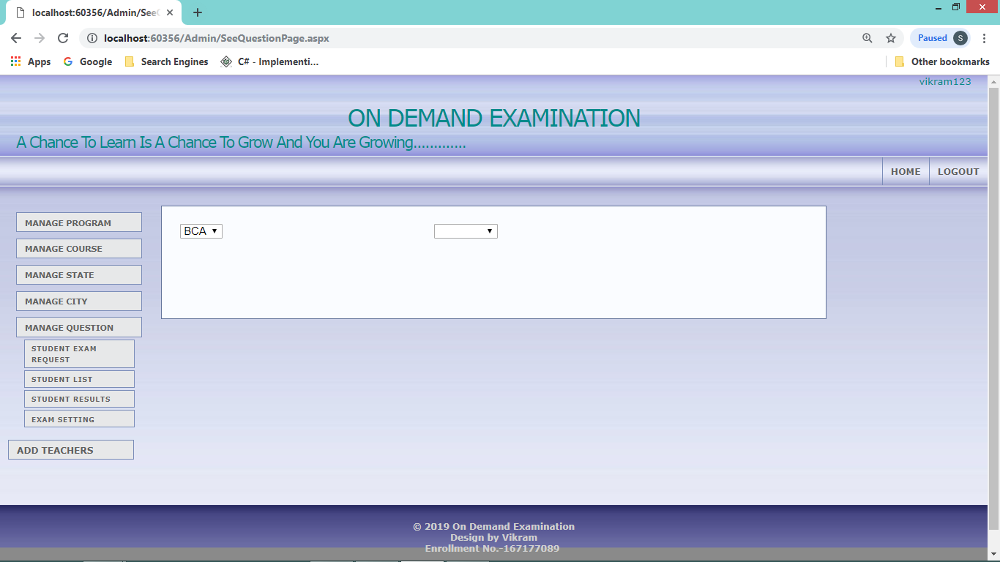 localhost:60356/Admin/SeeQ
localhost:60356/Admin/SeeQuestionPage.aspx
Paused S
Apps Google Search Engines C# - Implementi... Other bookmarks
vikram123
ON DEMAND EXAMINATION
A Chance To Learn Is A Chance To Grow And You Are Growing.............
HOME LOGOUT
MANAGE PROGRAM
MANAGE COURSE
MANAGE STATE
MANAGE CITY
MANAGE QUESTION
STUDENT EXAM
REQUEST
STUDENT LIST
STUDENT RESULTS
EXAM SETTING
ADD TEACHERS
BCA
© 2019 On Demand Examination
Design by Vikram
Enrollment No.-167177089